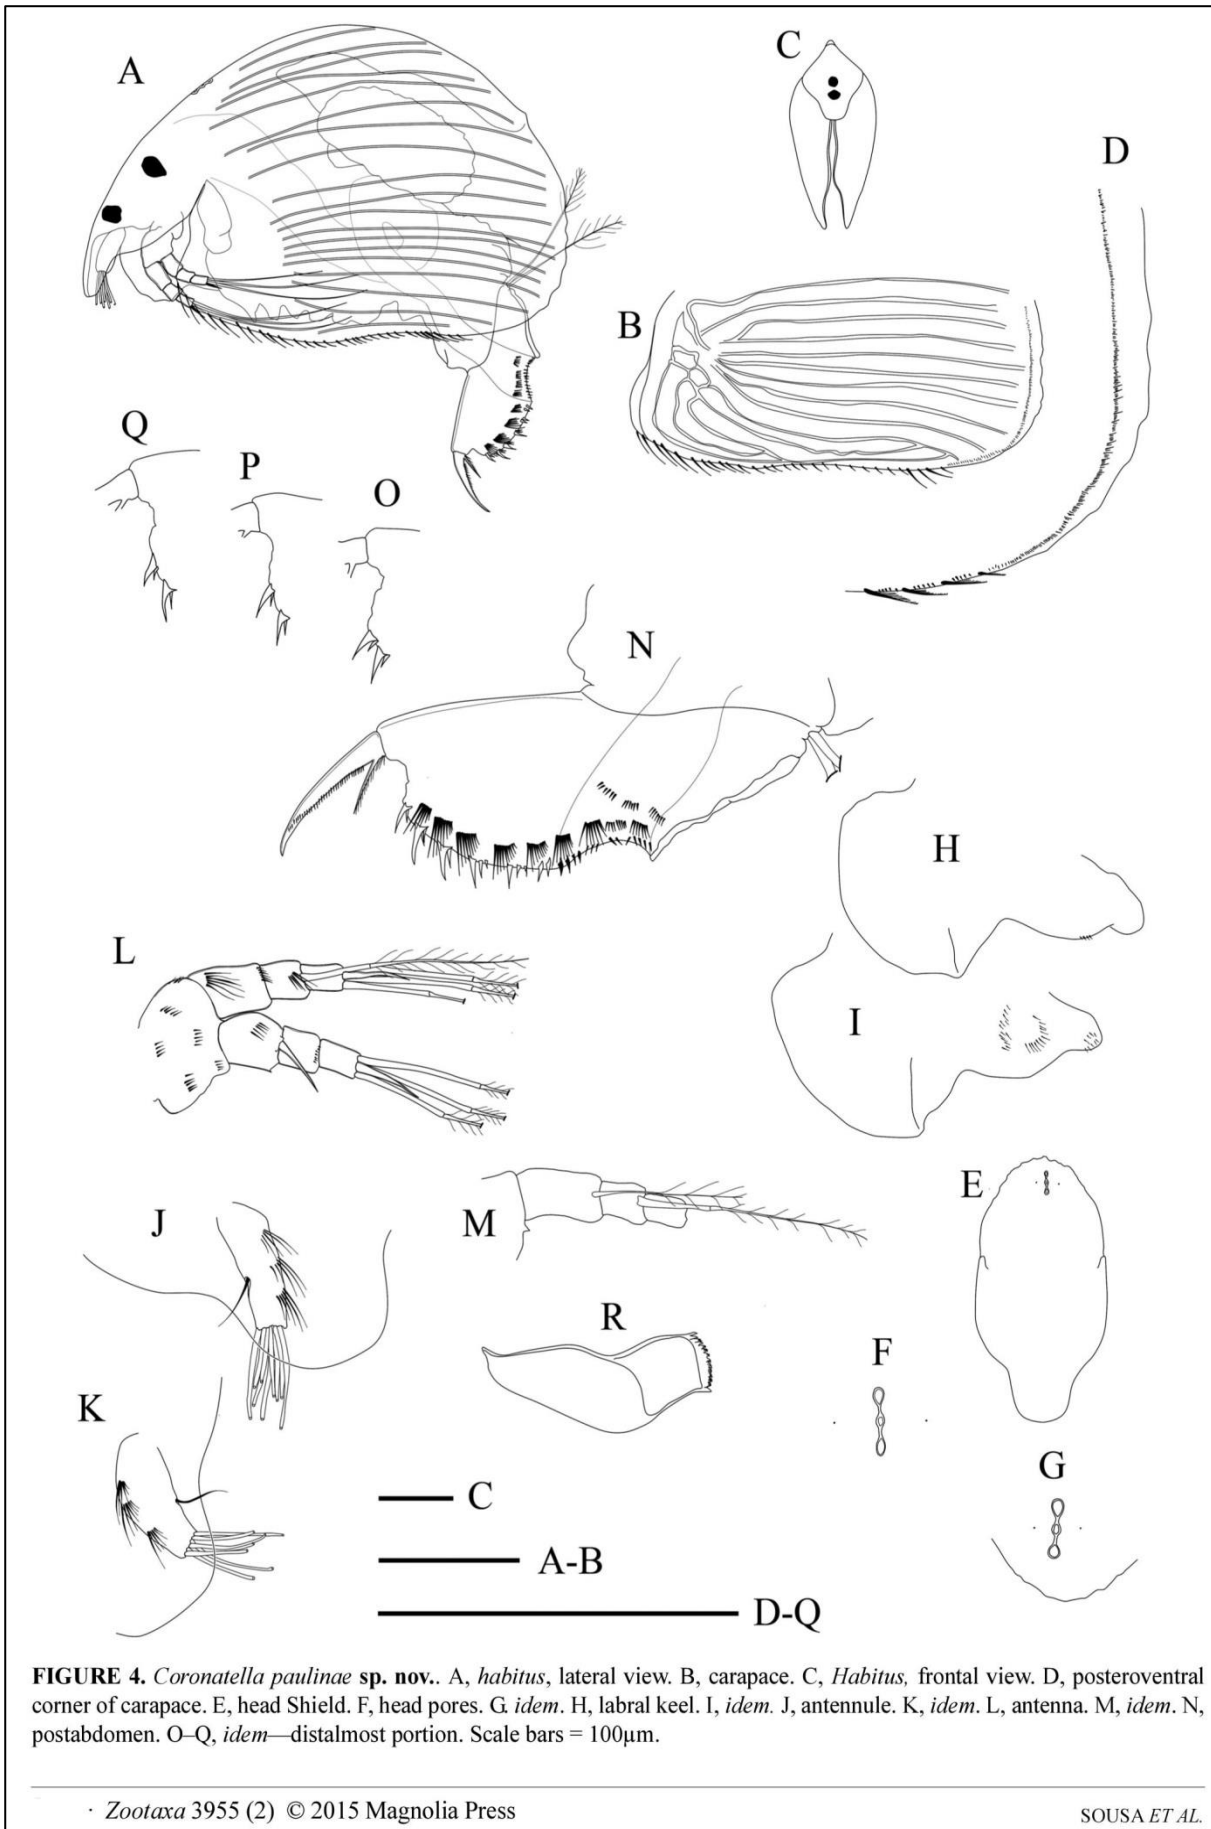 A
C
D
B
Q
P
O
N
H
L
I
E
J
M
R
F
K
G
C
A-B
D-Q
FIGURE 4. Coronatella paulinae sp. nov.. A, habitus, lateral view. B, carapace. C, Habitus, frontal view. D, posteroventral
corner of carapace. E, head Shield. F, head pores. G. idem. H, labral keel. I, idem. J, antennule. K, idem. L, antenna. M, idem. N,
postabdomen. O–Q, idem—distalmost portion. Scale bars = 100μm.
· Zootaxa 3955 (2) © 2015 Magnolia Press
SOUSA ET AL.